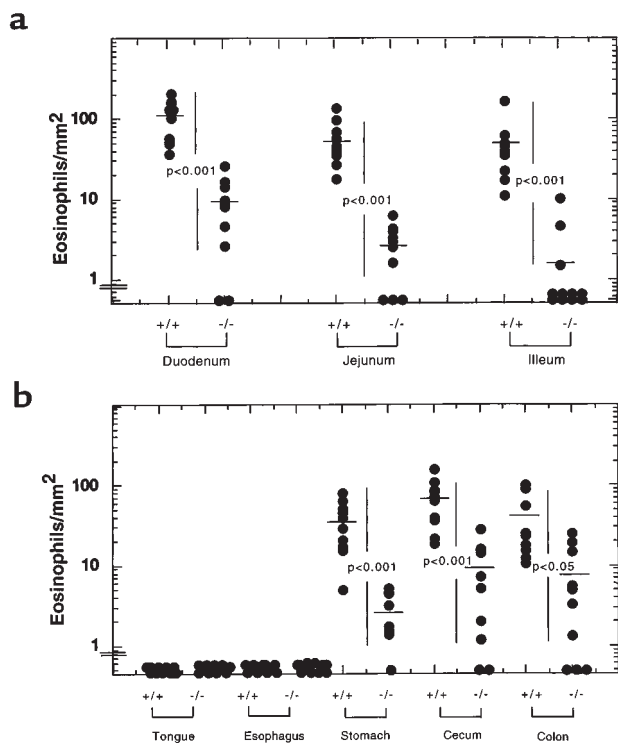 a
Eosinophils/mm2
100
10
1
p<0.001
p<0.001
p<0.001
+/+ -/- +/+ -/- +/+ -/-
Duodenum Jejunum Illeum
b
Eosinophils/mm2
100
10
1
p<0.001
p<0.001
p<0.05
+/+ -/- +/+ -/- +/+ -/- +/+ -/- +/+ -/-
Tongue Esophagus Stomach Cecum Colon